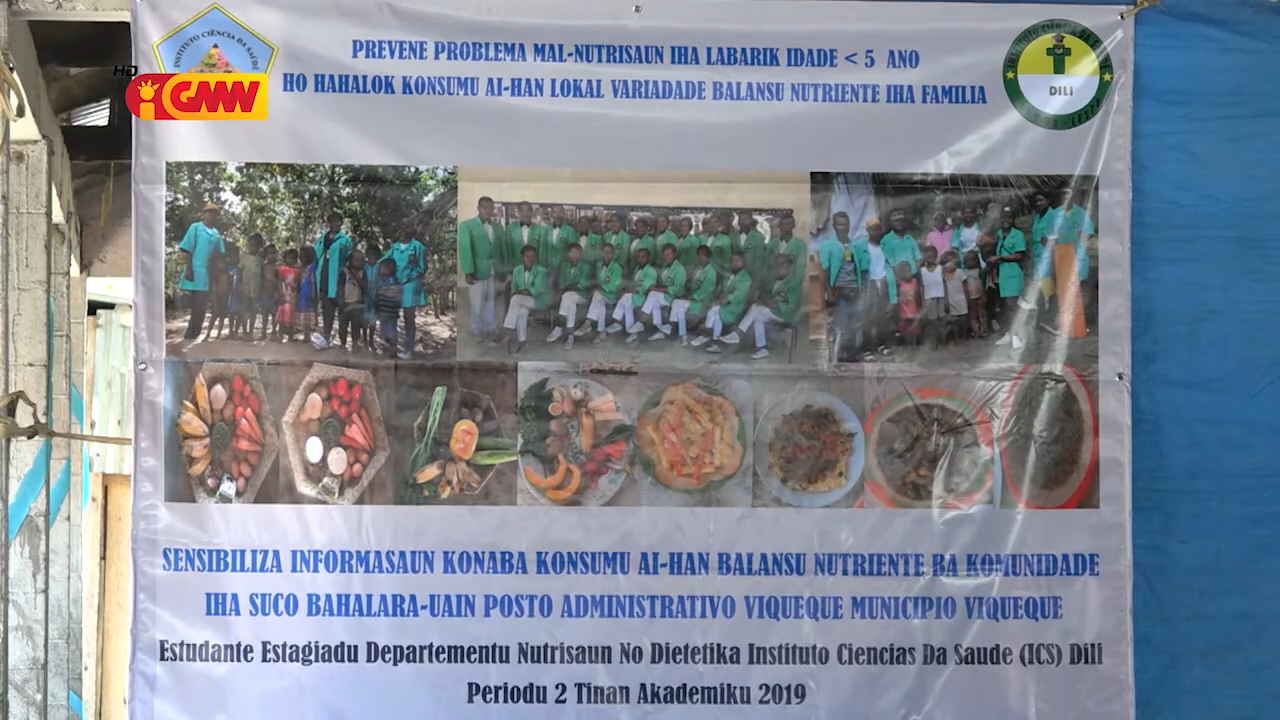 INSTITUTO CIÊNCIA DA SAÚDE
HD
GMN
PREVENE PROBLEMA MAL-NUTRISAUN IHA LABARIK IDADE < 5 ANO
HO HAHALOK KONSUMU AI-HAN LOKAL VARIADADE BALANSU NUTRIENTE IHA FAMILIA
DILI
SENSIBILIZA INFORMASAUN KONABA KONSUMU AI-HAN BALANSU NUTRIENTE BA KOMUNIDADE
IHA SUCO BAHALARA-UAIN POSTO ADMINISTRATIVO VIQUEQUE MUNICIPIO VIQUEQUE
Estudante Estagiadu Departementu Nutrisaun No Dietetika Instituto Ciencias Da Saude (ICS) Dili
Periodu 2 Tinan Akademiku 2019